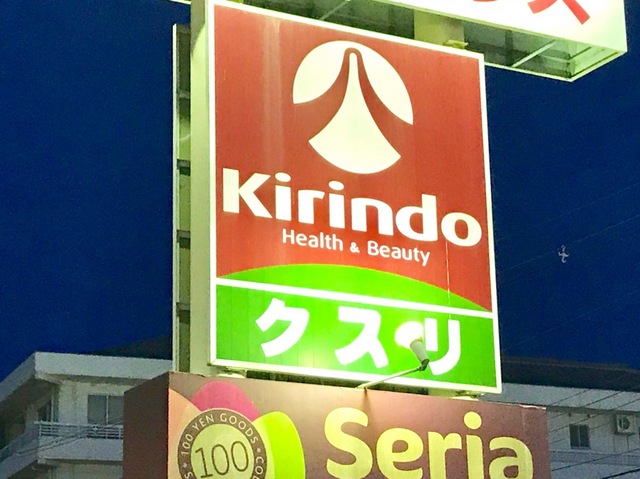 Kirindo
Health & Beauty
クスリ
100 YEN GOODS
100
Seria